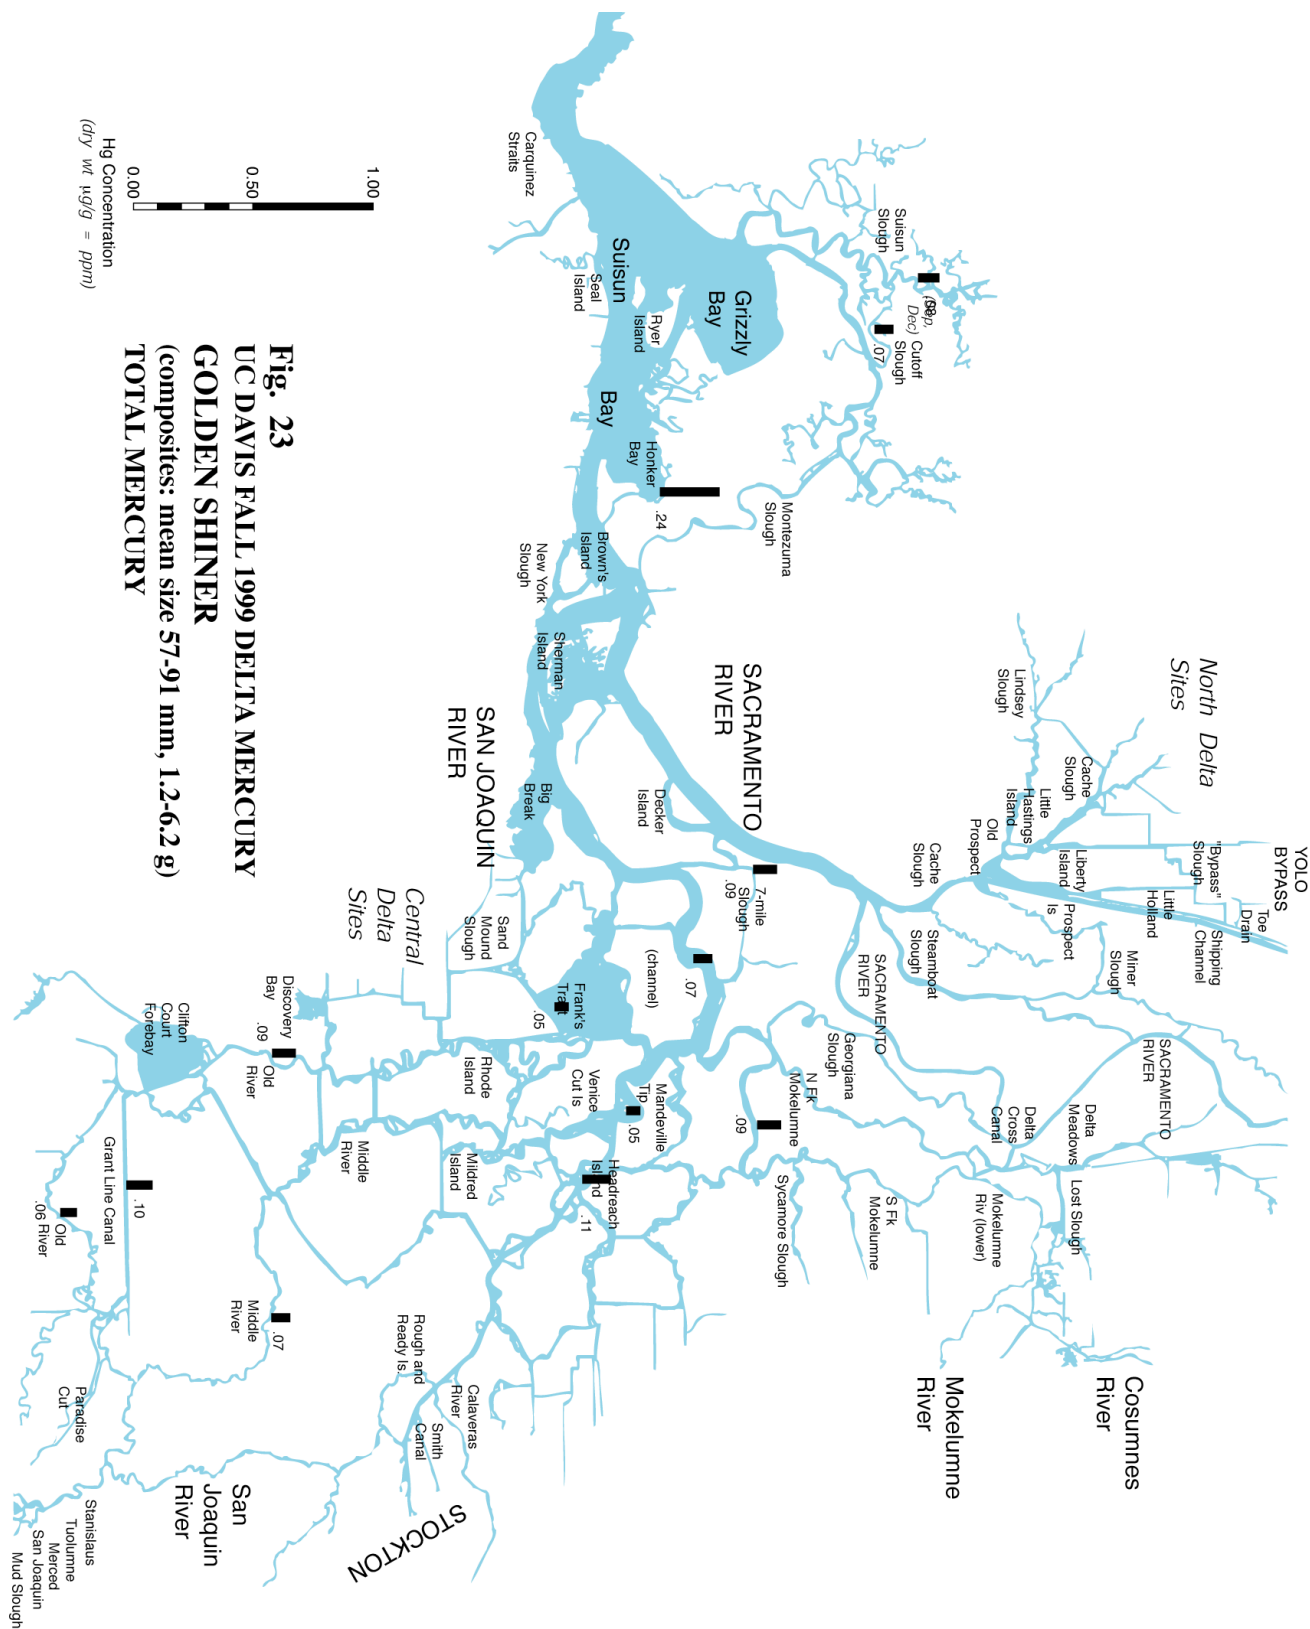 YOLO
BYPASS
Toe
Drain
Shipping
Channel
"Bypass"
Slough
Little
Holland
North Delta
Sites
Miner
Slough
Prospect
Is
Liberty
Island
Cache
Slough
Little
Hastings
Island
Old
Prospect
Lindsey
Slough
Cache
Slough
Steamboat
Slough
SACRAMENTO
RIVER
SACRAMENTO
RIVER
Georgiana
Slough
Delta
Meadows
Delta
Cross
Canal
Lost Slough
Cosumnes
River
Mokelumne
River
Mokelumne
Riv (lower)
S Fk
Mokelumne
Sycamore Slough
N Fk
Mokelumne
.09
Suisun
Slough
(Sep,
Dec)
Cutoff
Slough
.07
Grizzly
Bay
Suisun
Bay
Ryer
Island
Seal
Island
Carquinez
Straits
Honker
Bay
.24
Montezuma
Slough
Brown's
Island
New York
Slough
Sherman
Island
SACRAMENTO
RIVER
Decker
Island
7-mile
Slough
.09
Big
Break
SAN JOAQUIN
RIVER
(channel)
.07
Sand
Mound
Slough
Frank's
Tract
.05
Mandeville
Tip
.05
Venice
Cut Is
Headreach
Island
.11
Rhode
Island
Mildred
Island
Central
Delta
Sites
Discovery
Bay
.09
Old
River
Clifton
Court
Forebay
Middle
River
Grant Line Canal
.10
Old
River
.06
Middle
River
.07
Paradise
Cut
Rough and
Ready Is.
Calaveras
River
Smith
Canal
STOCKTON
San
Joaquin
River
Stanislaus
Tuolumne
Merced
San Joaquin
Mud Slough
1.00
0.50
0.00
Hg Concentration
(dry wt µg/g = ppm)
Fig. 23
UC DAVIS FALL 1999 DELTA MERCURY
GOLDEN SHINER
(composites: mean size 57-91 mm, 1.2-6.2 g)
TOTAL MERCURY